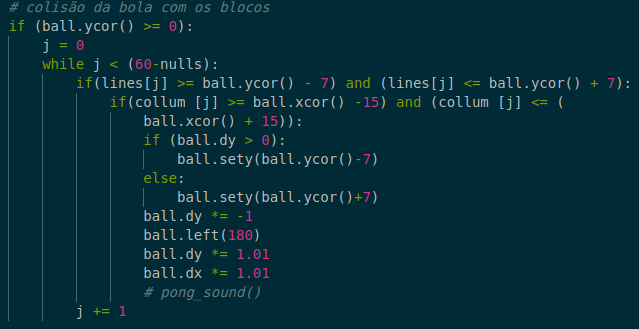 # colisão da bola com os blocos
if (ball.ycor() >= 0):
    j = 0
    while j < (60-nulls):
        if(lines[j] >= ball.ycor() - 7) and (lines[j] <= ball.ycor() + 7):
            if(collum [j] >= ball.xcor() -15) and (collum [j] <= (
                ball.xcor() + 15)):
                if (ball.dy > 0):
                    ball.sety(ball.ycor()-7)
                else:
                    ball.sety(ball.ycor()+7)
                ball.dy *= -1
                ball.left(180)
                ball.dy *= 1.01
                ball.dx *= 1.01
                # pong_sound()
        j += 1